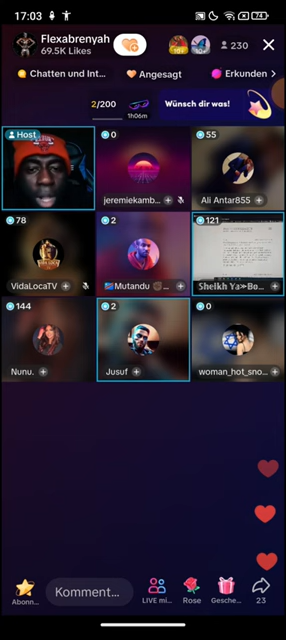 17:03
74
Flexabrenyah
69.5K Likes
230
Chatten und Int...
Angesagt
Erkunden
2/200
1h06m
Wünsch dir was!
Host
0
jeremiekamb...
55
Ali Antar855
78
VidaLocaTV
2
Mutandu
121
Sheikh Ya≫Bo...
144
Nunu.
2
Jusuf
0
woman_hot_sno...
Abonn...
Komment...
LIVE mi...
Rose
Gesche...
23